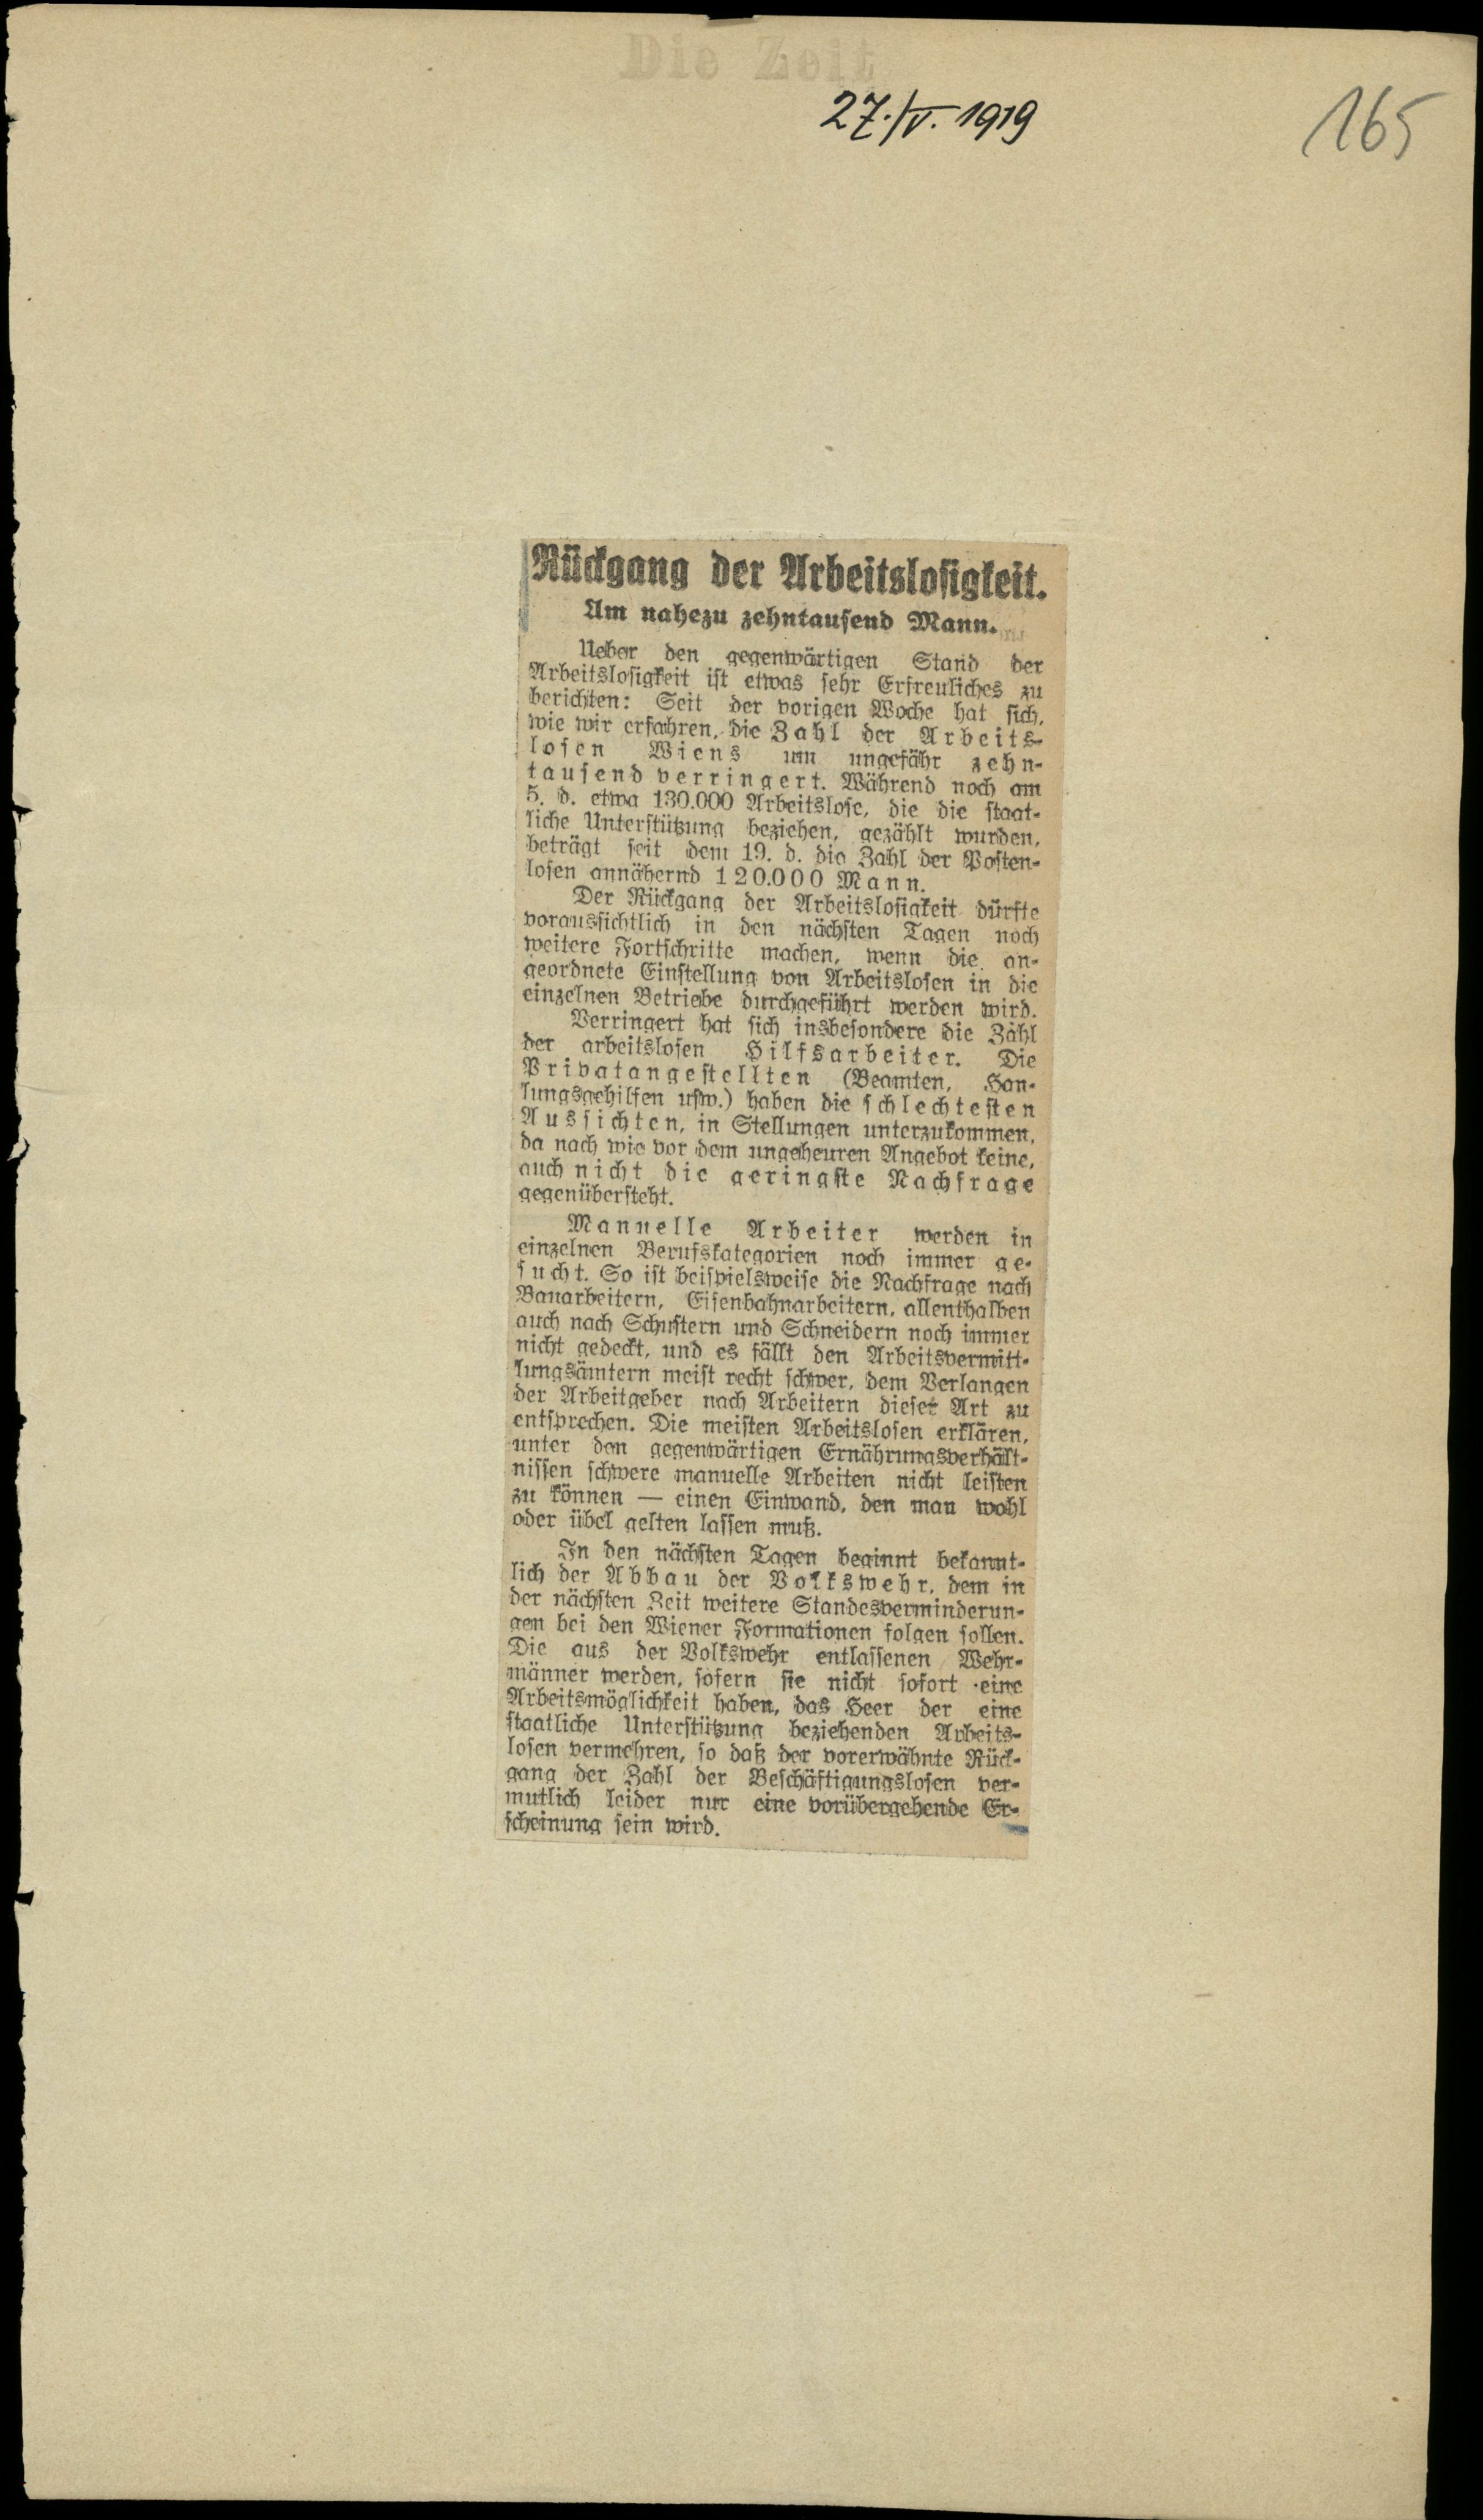 Die Zeit
27./V. 1919
165
Rückgang der Arbeitslosigkeit.
Um nahezu zehntausend Mann.
Ueber den gegenwärtigen Stand der
Arbeitslosigkeit ist etwas sehr Erfreuliches zu
berichten: Seit der vorigen Woche hat sich,
wie wir erfahren, die Zahl der Arbeits-
losen Wiens um ungefähr zehn-
tausend verringert. Während noch am
5. d. etwa 130.000 Arbeitslose, die die staat-
liche Unterstützung beziehen, gezählt wurden,
beträgt seit dem 19. d. die Zahl der Posten-
losen annähernd 120.000 Mann.
Der Rückgang der Arbeitslosigkeit dürfte
voraussichtlich in den nächsten Tagen noch
weitere Fortschritte machen, wenn die an-
geordnete Einstellung von Arbeitslosen in die
einzelnen Betriebe durchgeführt werden wird.
Verringert hat sich insbesondere die Zahl
der arbeitslosen Hilfsarbeiter. Die
Privatangestellten (Beamten, Han-
lungsgehilfen usw.) haben die schlechtesten
Aussichten, in Stellungen unterzukommen,
da nach wie vor dem ungeheuren Angebot keine,
auch nicht die geringste Nachfrage
gegenübersteht.
Manuelle Arbeiter werden in
einzelnen Berufskategorien noch immer ge-
sucht. So ist beispielsweise die Nachfrage nach
Bauarbeitern, Eisenbahnarbeitern, allenthalben
auch nach Schustern und Schneidern noch immer
nicht gedeckt, und es fällt den Arbeitsvermitt-
lungsämtern meist recht schwer, dem Verlangen
der Arbeitgeber nach Arbeitern dieser Art zu
entsprechen. Die meisten Arbeitslosen erklären,
unter den gegenwärtigen Ernährungsverhält-
nissen schwere manuelle Arbeiten nicht leisten
zu können — einen Einwand, den man wohl
oder übel gelten lassen muß.
In den nächsten Tagen beginnt bekannt-
lich der Abbau der Volkswehr, dem in
der nächsten Zeit weitere Standesverminderun-
gen bei den Wiener Formationen folgen sollen.
Die aus der Volkswehr entlassenen Wehr-
männer werden, sofern sie nicht sofort eine
Arbeitsmöglichkeit haben, das Heer der eine
staatliche Unterstützung beziehenden Arbeits-
losen vermehren, so daß der vorerwähnte Rück-
gang der Zahl der Beschäftigungslosen ver-
mutlich leider nur eine vorübergehende Er-
scheinung sein wird.